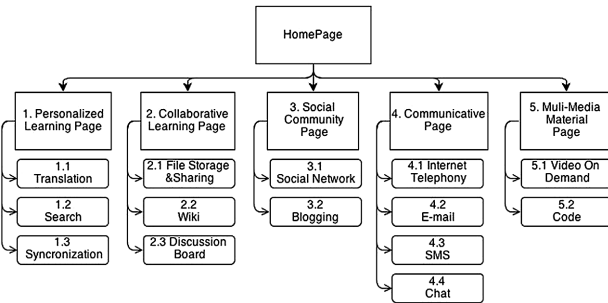 HomePage
1. Personalized
Learning Page
2. Collaborative
Learning Page
3. Social
Community
Page
4. Communicative
Page
5. Muli-Media
Material
Page
1.1
Translation
2.1 File Storage
&Sharing
3.1
Social Network
4.1 Internet
Telephony
5.1 Video On
Demand
1.2
Search
2.2
Wiki
3.2
Blogging
4.2
E-mail
5.2
Code
1.3
Syncronization
2.3 Discussion
Board
4.3
SMS
4.4
Chat